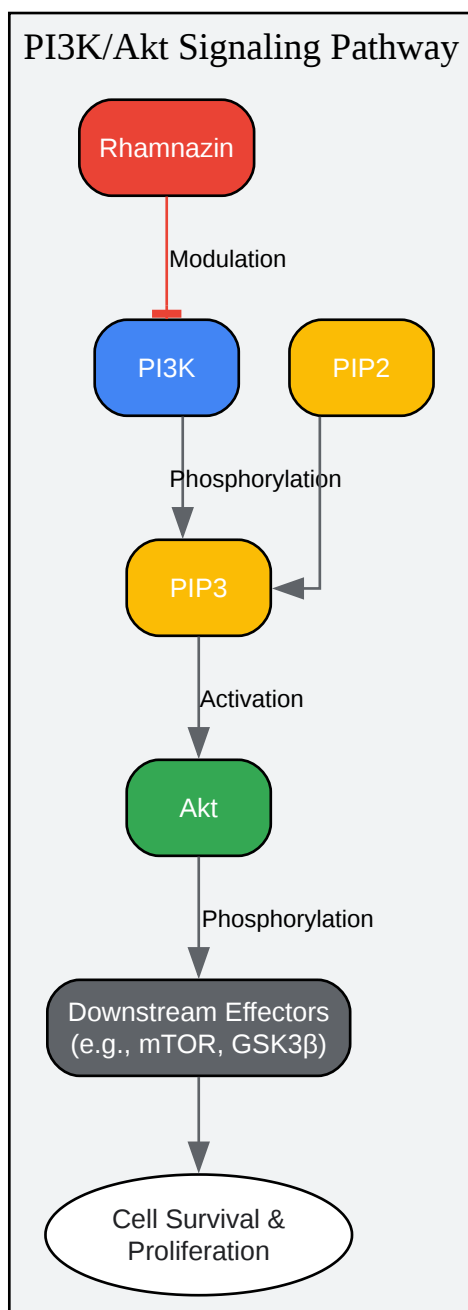 PI3K/Akt Signaling Pathway
Rhamnazin
Modulation
PI3K
PIP2
Phosphorylation
PIP3
Activation
Akt
Phosphorylation
Downstream Effectors
(e.g., mTOR, GSK3β)
Cell Survival &
Proliferation